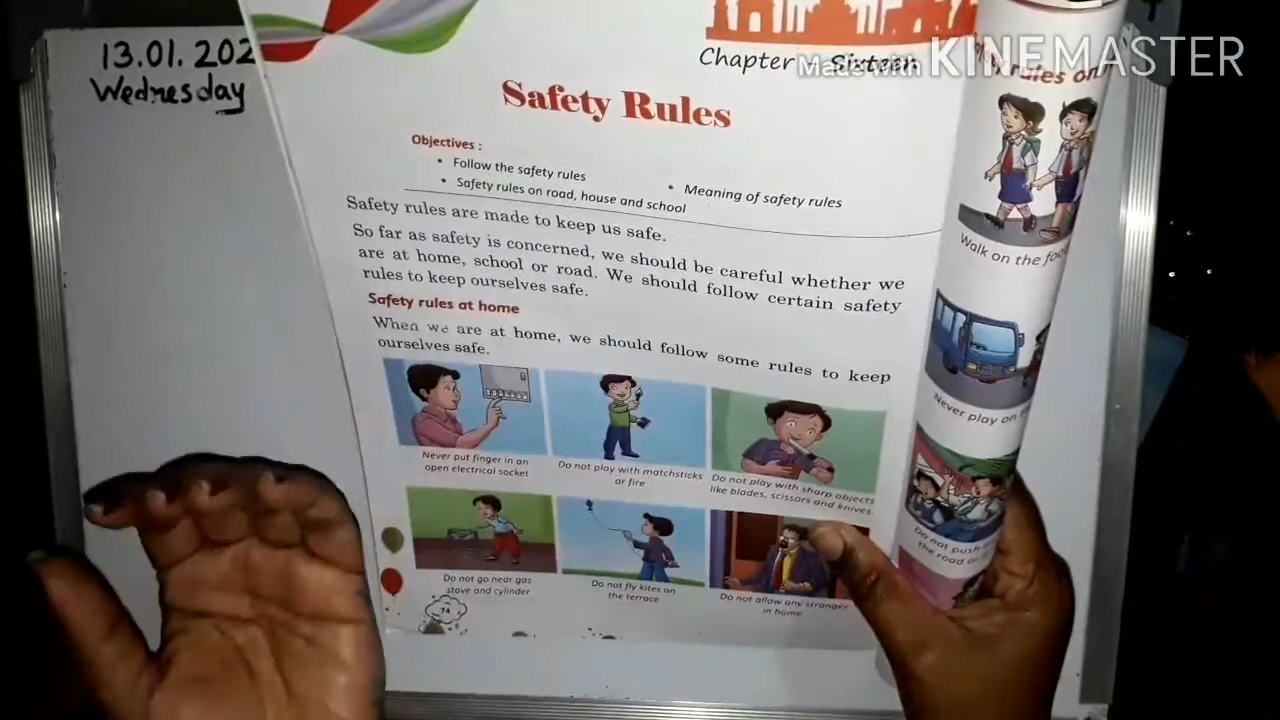 13.01.202
Wednesday
Made with KINEMASTER
Chapter - Sixteen
Safety Rules
Objectives :
• Follow the safety rules
• Meaning of safety rules
• Safety rules on road, house and school
Safety rules are made to keep us safe.
So far as safety is concerned, we should be careful whether we
are at home, school or road. We should follow certain safety
rules to keep ourselves safe.
Safety rules at home
When we are at home, we should follow some rules to keep
ourselves safe.
Never put finger in an
open electrical socket
Do not play with matchsticks
or fire
Do not play with sharp objects
like blades, scissors and knives.
Do not go near gas
stove and cylinder
Do not fly kites on
the terrace
Do not allow any stranger
in home
74
rules on
Walk on the
Never play on
Do not push
the road